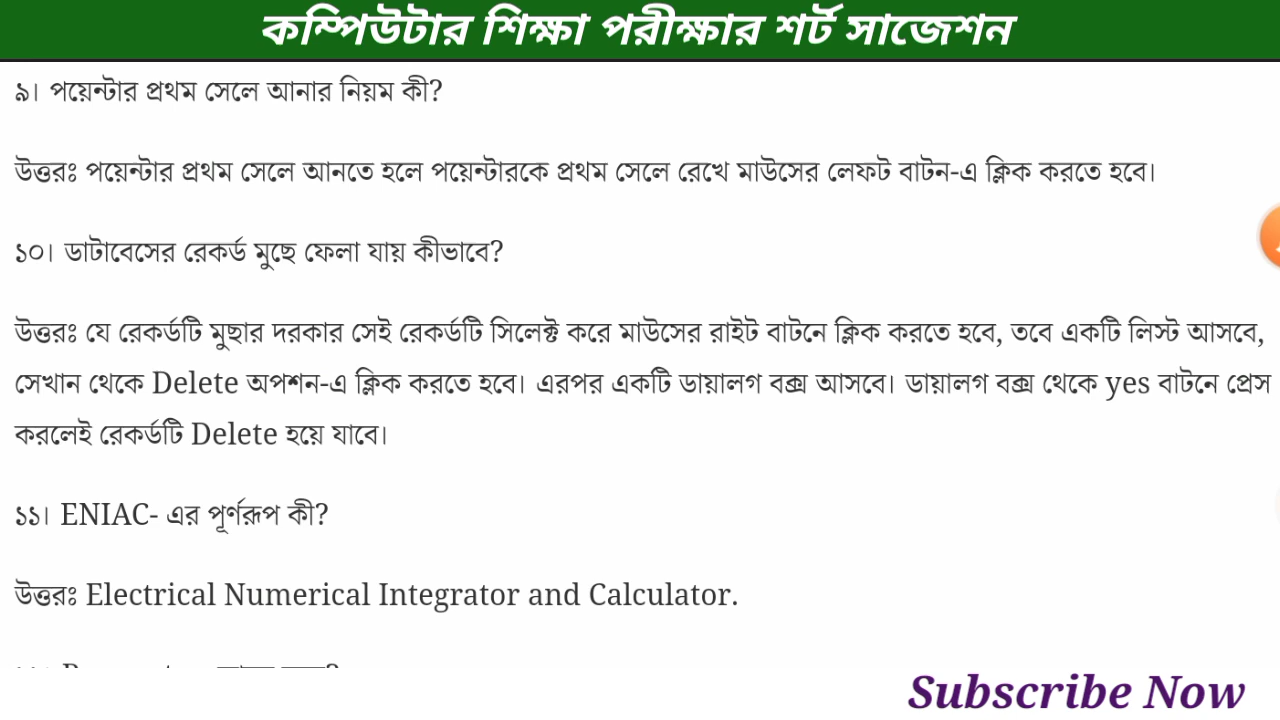 কম্পিউটার শিক্ষা পরীক্ষার শর্ট সাজেশন
৯। পয়েন্টার প্রথম সেলে আনার নিয়ম কী?
উত্তরঃ পয়েন্টার প্রথম সেলে আনতে হলে পয়েন্টারকে প্রথম সেলে রেখে মাউসের লেফট বাটন-এ ক্লিক করতে হবে।
১০। ডাটাবেসের রেকর্ড মুছে ফেলা যায় কীভাবে?
উত্তরঃ যে রেকর্ডটি মুছার দরকার সেই রেকর্ডটি সিলেক্ট করে মাউসের রাইট বাটনে ক্লিক করতে হবে, তবে একটি লিস্ট আসবে,
সেখান থেকে Delete অপশন-এ ক্লিক করতে হবে। এরপর একটি ডায়ালগ বক্স আসবে। ডায়ালগ বক্স থেকে yes বাটনে প্রেস
করলেই রেকর্ডটি Delete হয়ে যাবে।
১১। ENIAC- এর পূর্ণরূপ কী?
উত্তরঃ Electrical Numerical Integrator and Calculator.
Subscribe Now